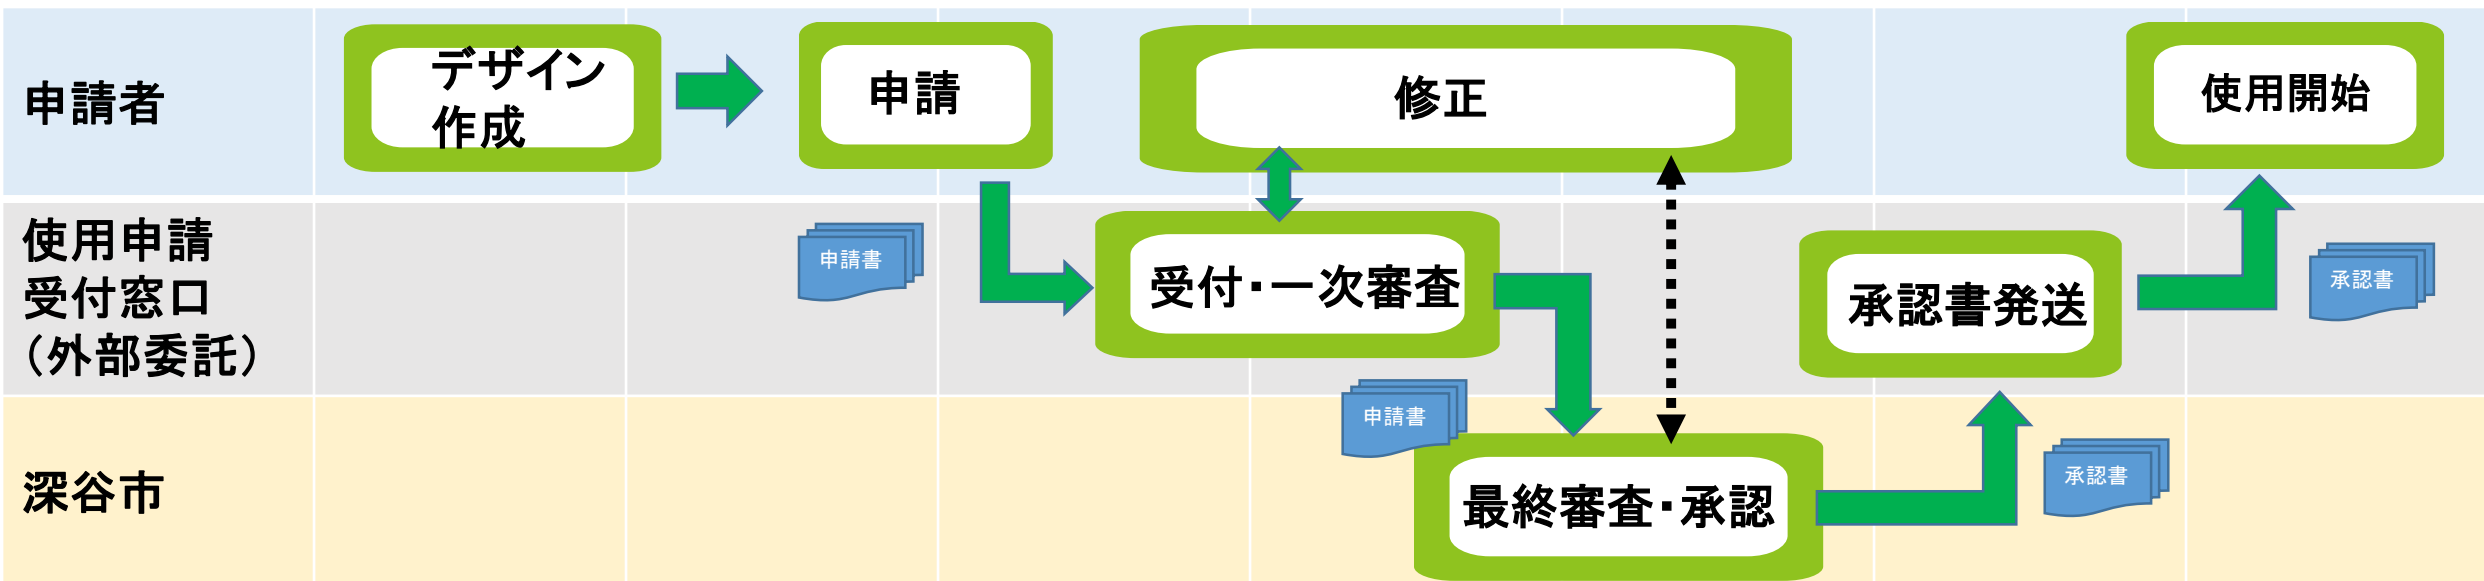 申請者
デザイン
作成
申請
修正
使用開始
使用申請
受付窓口
（外部委託）
申請書
受付・一次審査
承認書発送
承認書
深谷市
申請書
最終審査・承認
承認書